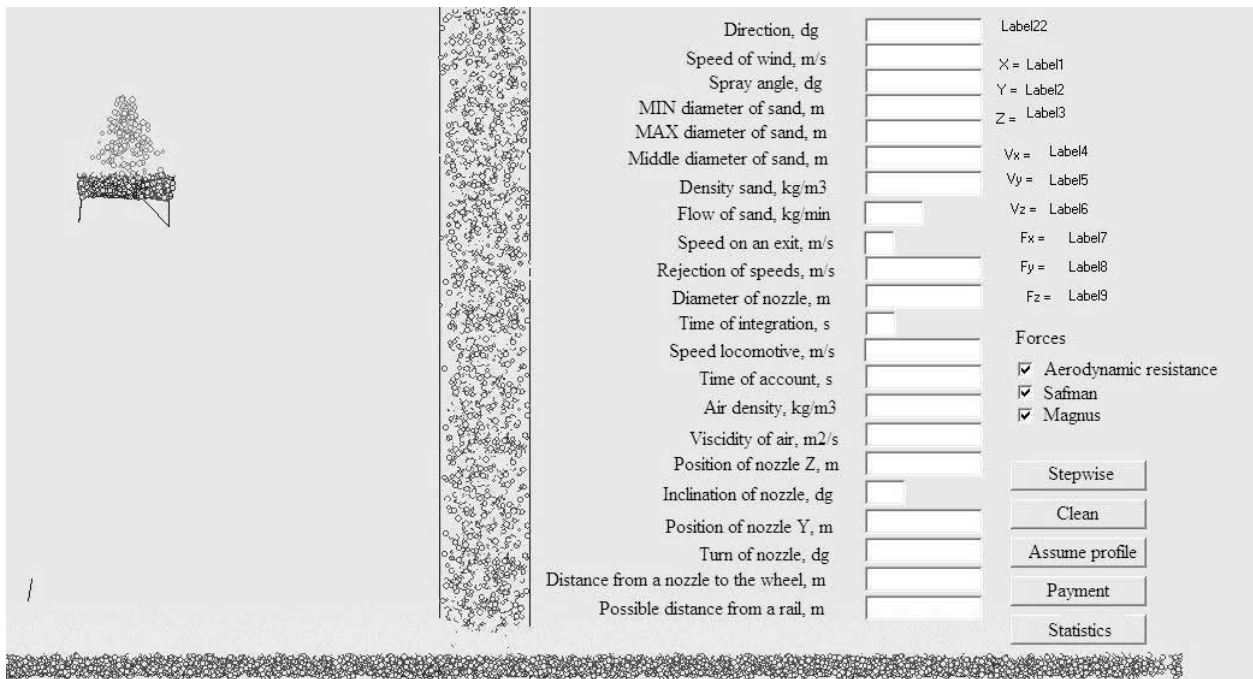 Direction, dg
Speed of wind, m/s
Spray angle, dg
MIN diameter of sand, m
MAX diameter of sand, m
Middle diameter of sand, m
Density sand, kg/m3
Flow of sand, kg/min
Speed on an exit, m/s
Rejection of speeds, m/s
Diameter of nozzle, m
Time of integration, s
Speed locomotive, m/s
Time of account, s
Air density, kg/m3
Viscidity of air, m2/s
Position of nozzle Z, m
Inclination of nozzle, dg
Position of nozzle Y, m
Turn of nozzle, dg
Distance from a nozzle to the wheel, m
Possible distance from a rail, m
Label22
X = Label1
Y = Label2
Z = Label3
Vx = Label4
Vy = Label5
Vz = Label6
Fx = Label7
Fy = Label8
Fz = Label9
Forces
Aerodynamic resistance
Safman
Magnus
Stepwise
Clean
Assume profile
Payment
Statistics